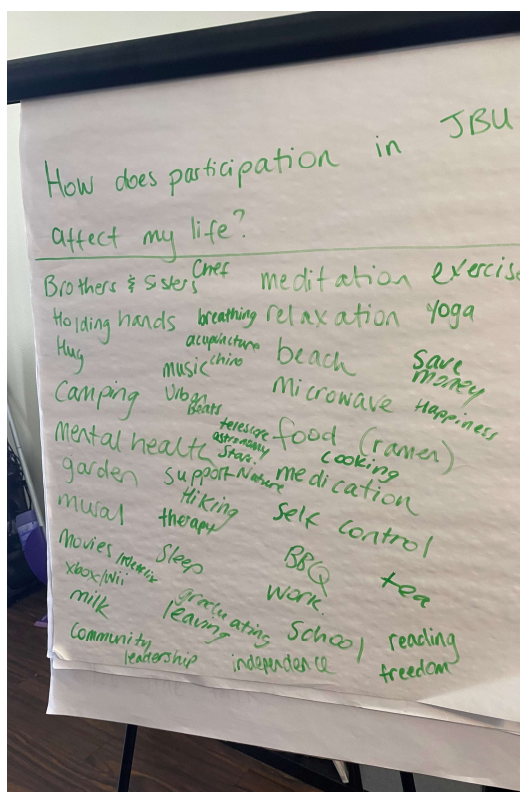 How does participation in JBU
affect my life?
Brothers & Sisters Chef meditation exercise
Holding hands breathing relaxation yoga
Hug acupuncture beach save
music chiro money
Camping Urban Beats microwave Happiness
telescope food (ramen)
Mental health astronomy Stars cooking
garden support Nature medication
mural Hiking self control
therapy
Movies Sleep BBQ tea
xbox/Wii work
milk graduating School reading
leaving
Community leadership independence freedom